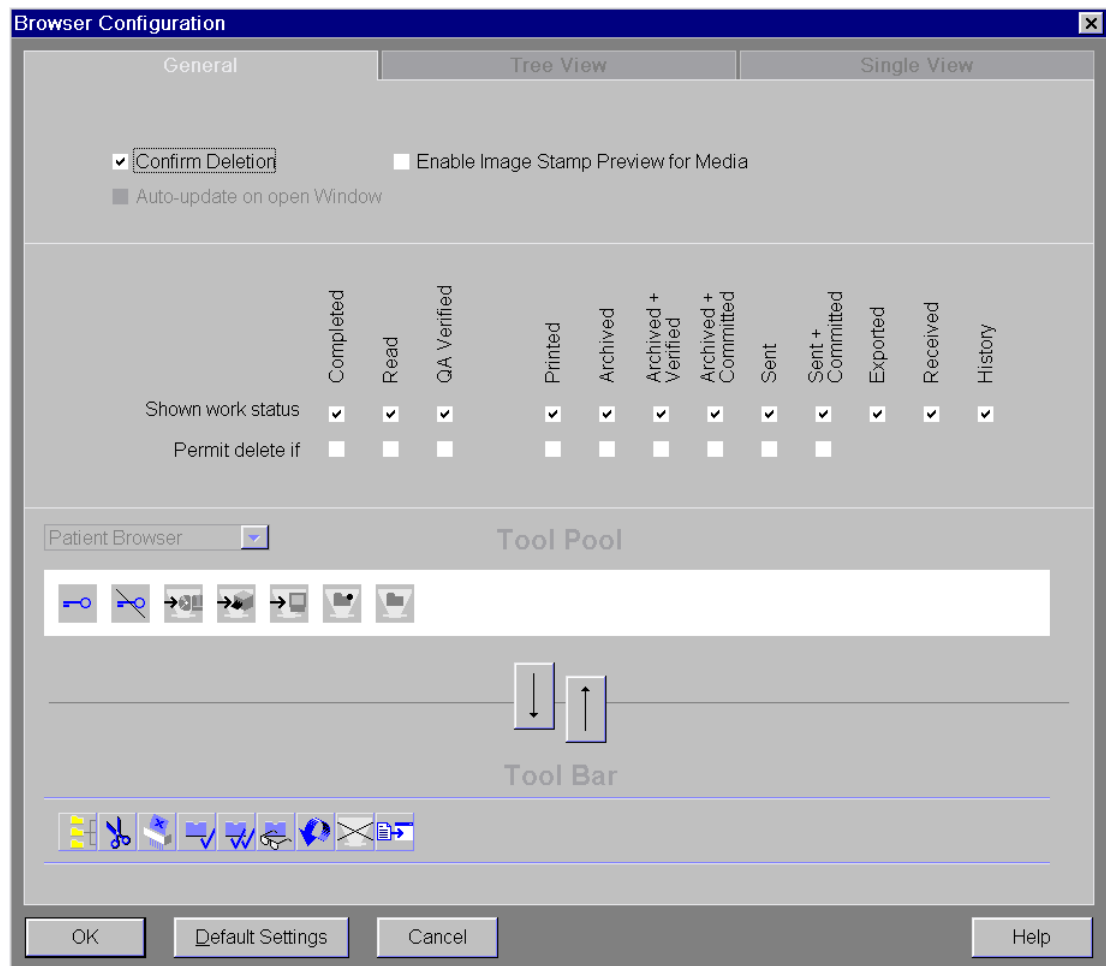 Browser Configuration
General
Tree View
Single View
Confirm Deletion
Enable Image Stamp Preview for Media
Auto-update on open Window
Completed
Read
QA Verified
Printed
Archived
Archived +
Verified
Archived +
Committed
Sent
Sent +
Committed
Exported
Received
History
Shown work status
Permit delete if
Patient Browser
Tool Pool
Tool Bar
OK
Default Settings
Cancel
Help